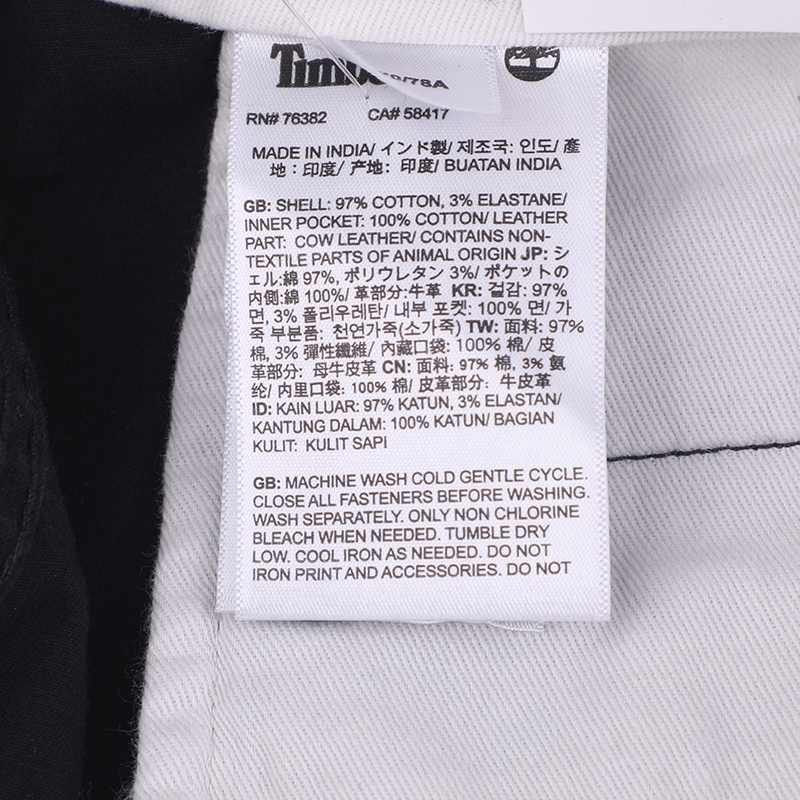 Timb
/78A
RN# 76382 CA# 58417
MADE IN INDIA/ インド製/ 제조국: 인도/ 產
地：印度/ 产地：印度/ BUATAN INDIA
GB: SHELL: 97% COTTON, 3% ELASTANE/
INNER POCKET: 100% COTTON/ LEATHER
PART: COW LEATHER/ CONTAINS NON-
TEXTILE PARTS OF ANIMAL ORIGIN JP: シ
ェル:綿 97%, ポリウレタン 3%/ ポケットの
内側:綿 100%/ 革部分:牛革 KR: 겉감: 97%
면, 3% 폴리우레탄/ 내부 포켓: 100% 면/ 가
죽 부분품: 천연가죽(소가죽) TW: 面料: 97%
棉, 3% 彈性纖維/ 內藏口袋: 100% 棉/ 皮
革部分: 母牛皮革 CN: 面料: 97% 棉, 3% 氨
纶/ 内里口袋: 100% 棉/ 皮革部分: 牛皮革
ID: KAIN LUAR: 97% KATUN, 3% ELASTAN/
KANTUNG DALAM: 100% KATUN/ BAGIAN
KULIT: KULIT SAPI
GB: MACHINE WASH COLD GENTLE CYCLE.
CLOSE ALL FASTENERS BEFORE WASHING.
WASH SEPARATELY. ONLY NON CHLORINE
BLEACH WHEN NEEDED. TUMBLE DRY
LOW. COOL IRON AS NEEDED. DO NOT
IRON PRINT AND ACCESSORIES. DO NOT